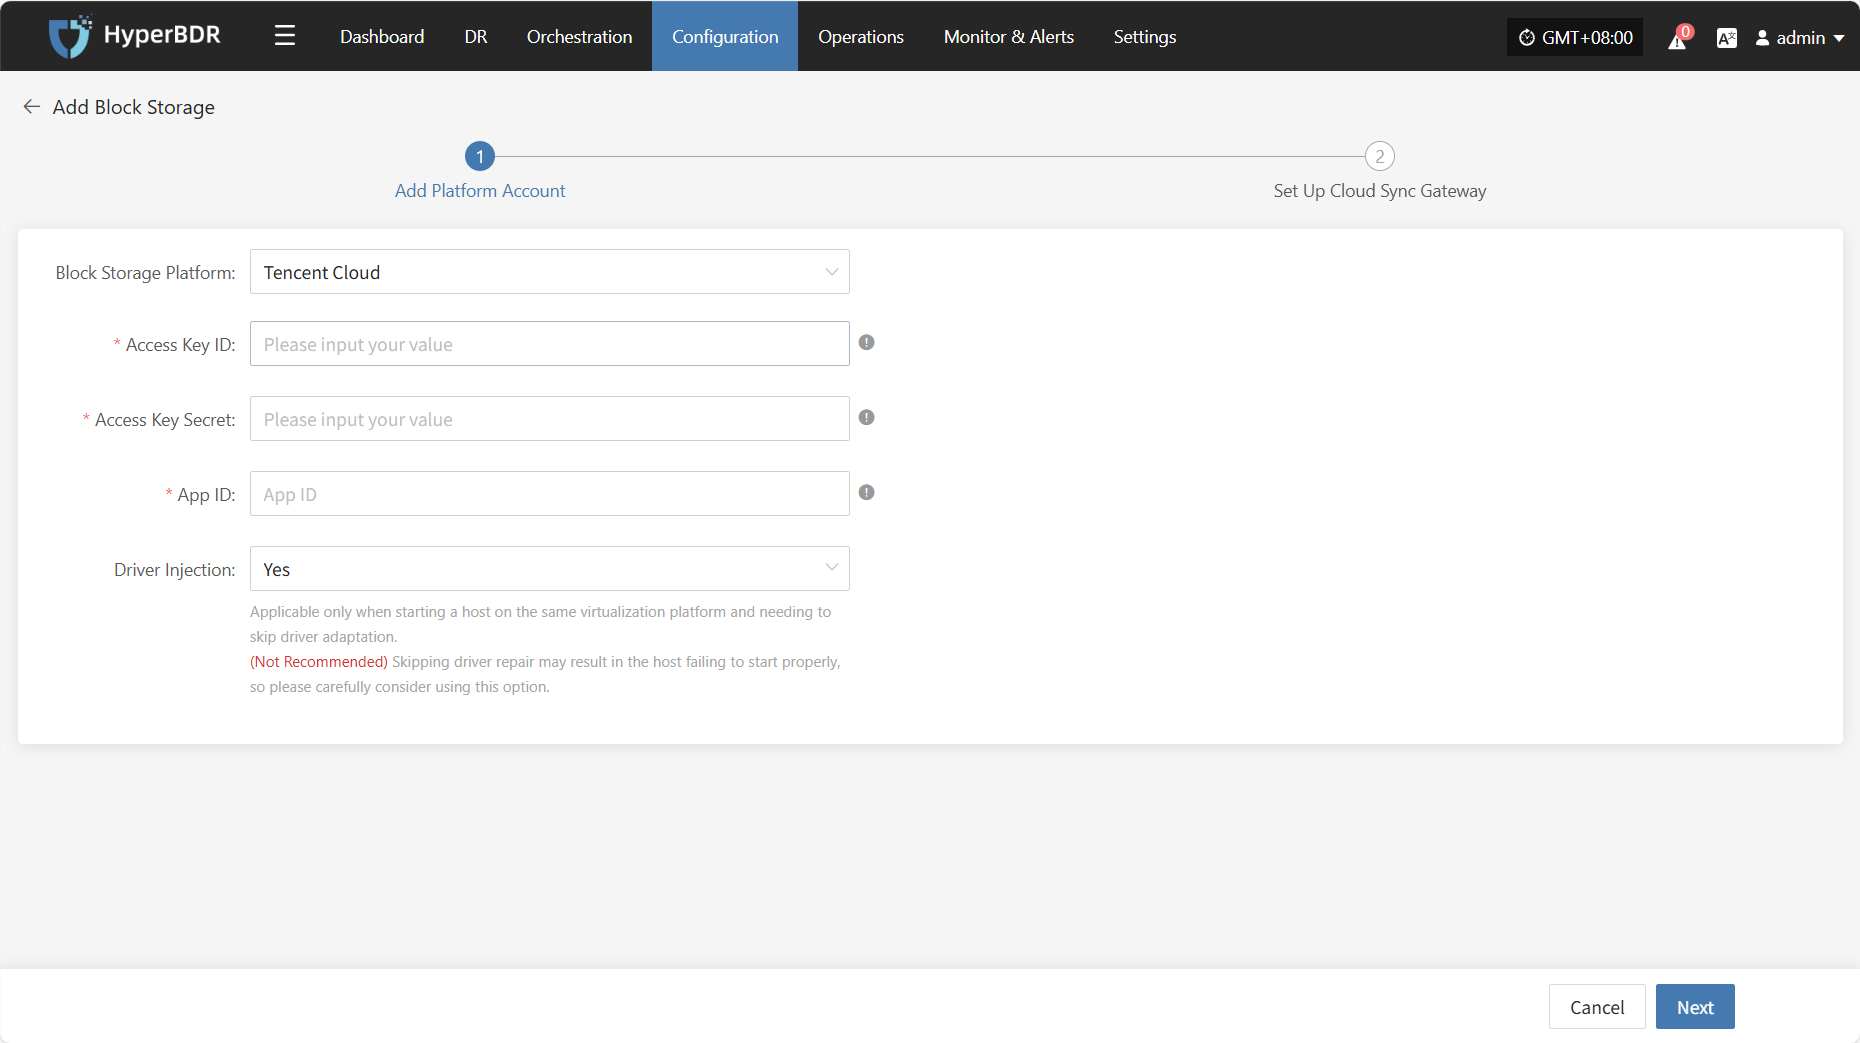 HyperBDR
Dashboard
DR
Orchestration
Configuration
Operations
Monitor & Alerts
Settings
GMT+08:00
0
admin
Add Block Storage
1
2
Add Platform Account
Set Up Cloud Sync Gateway
Block Storage Platform:
Tencent Cloud
* Access Key ID:
Please input your value
* Access Key Secret:
Please input your value
* App ID:
App ID
Driver Injection:
Yes
Applicable only when starting a host on the same virtualization platform and needing to
skip driver adaptation.
(Not Recommended) Skipping driver repair may result in the host failing to start properly,
so please carefully consider using this option.
Cancel
Next